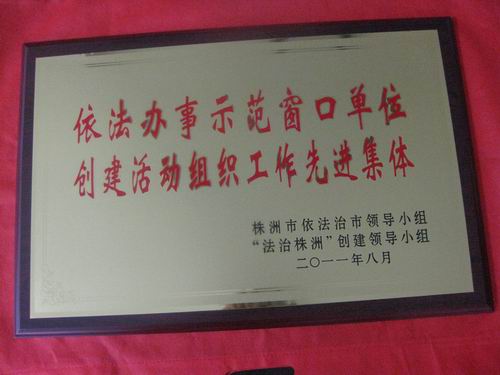 依法办事示范窗口单位
创建活动组织工作先进集体
株洲市依法治市领导小组
“法治株洲”创建领导小组
二〇一一年八月